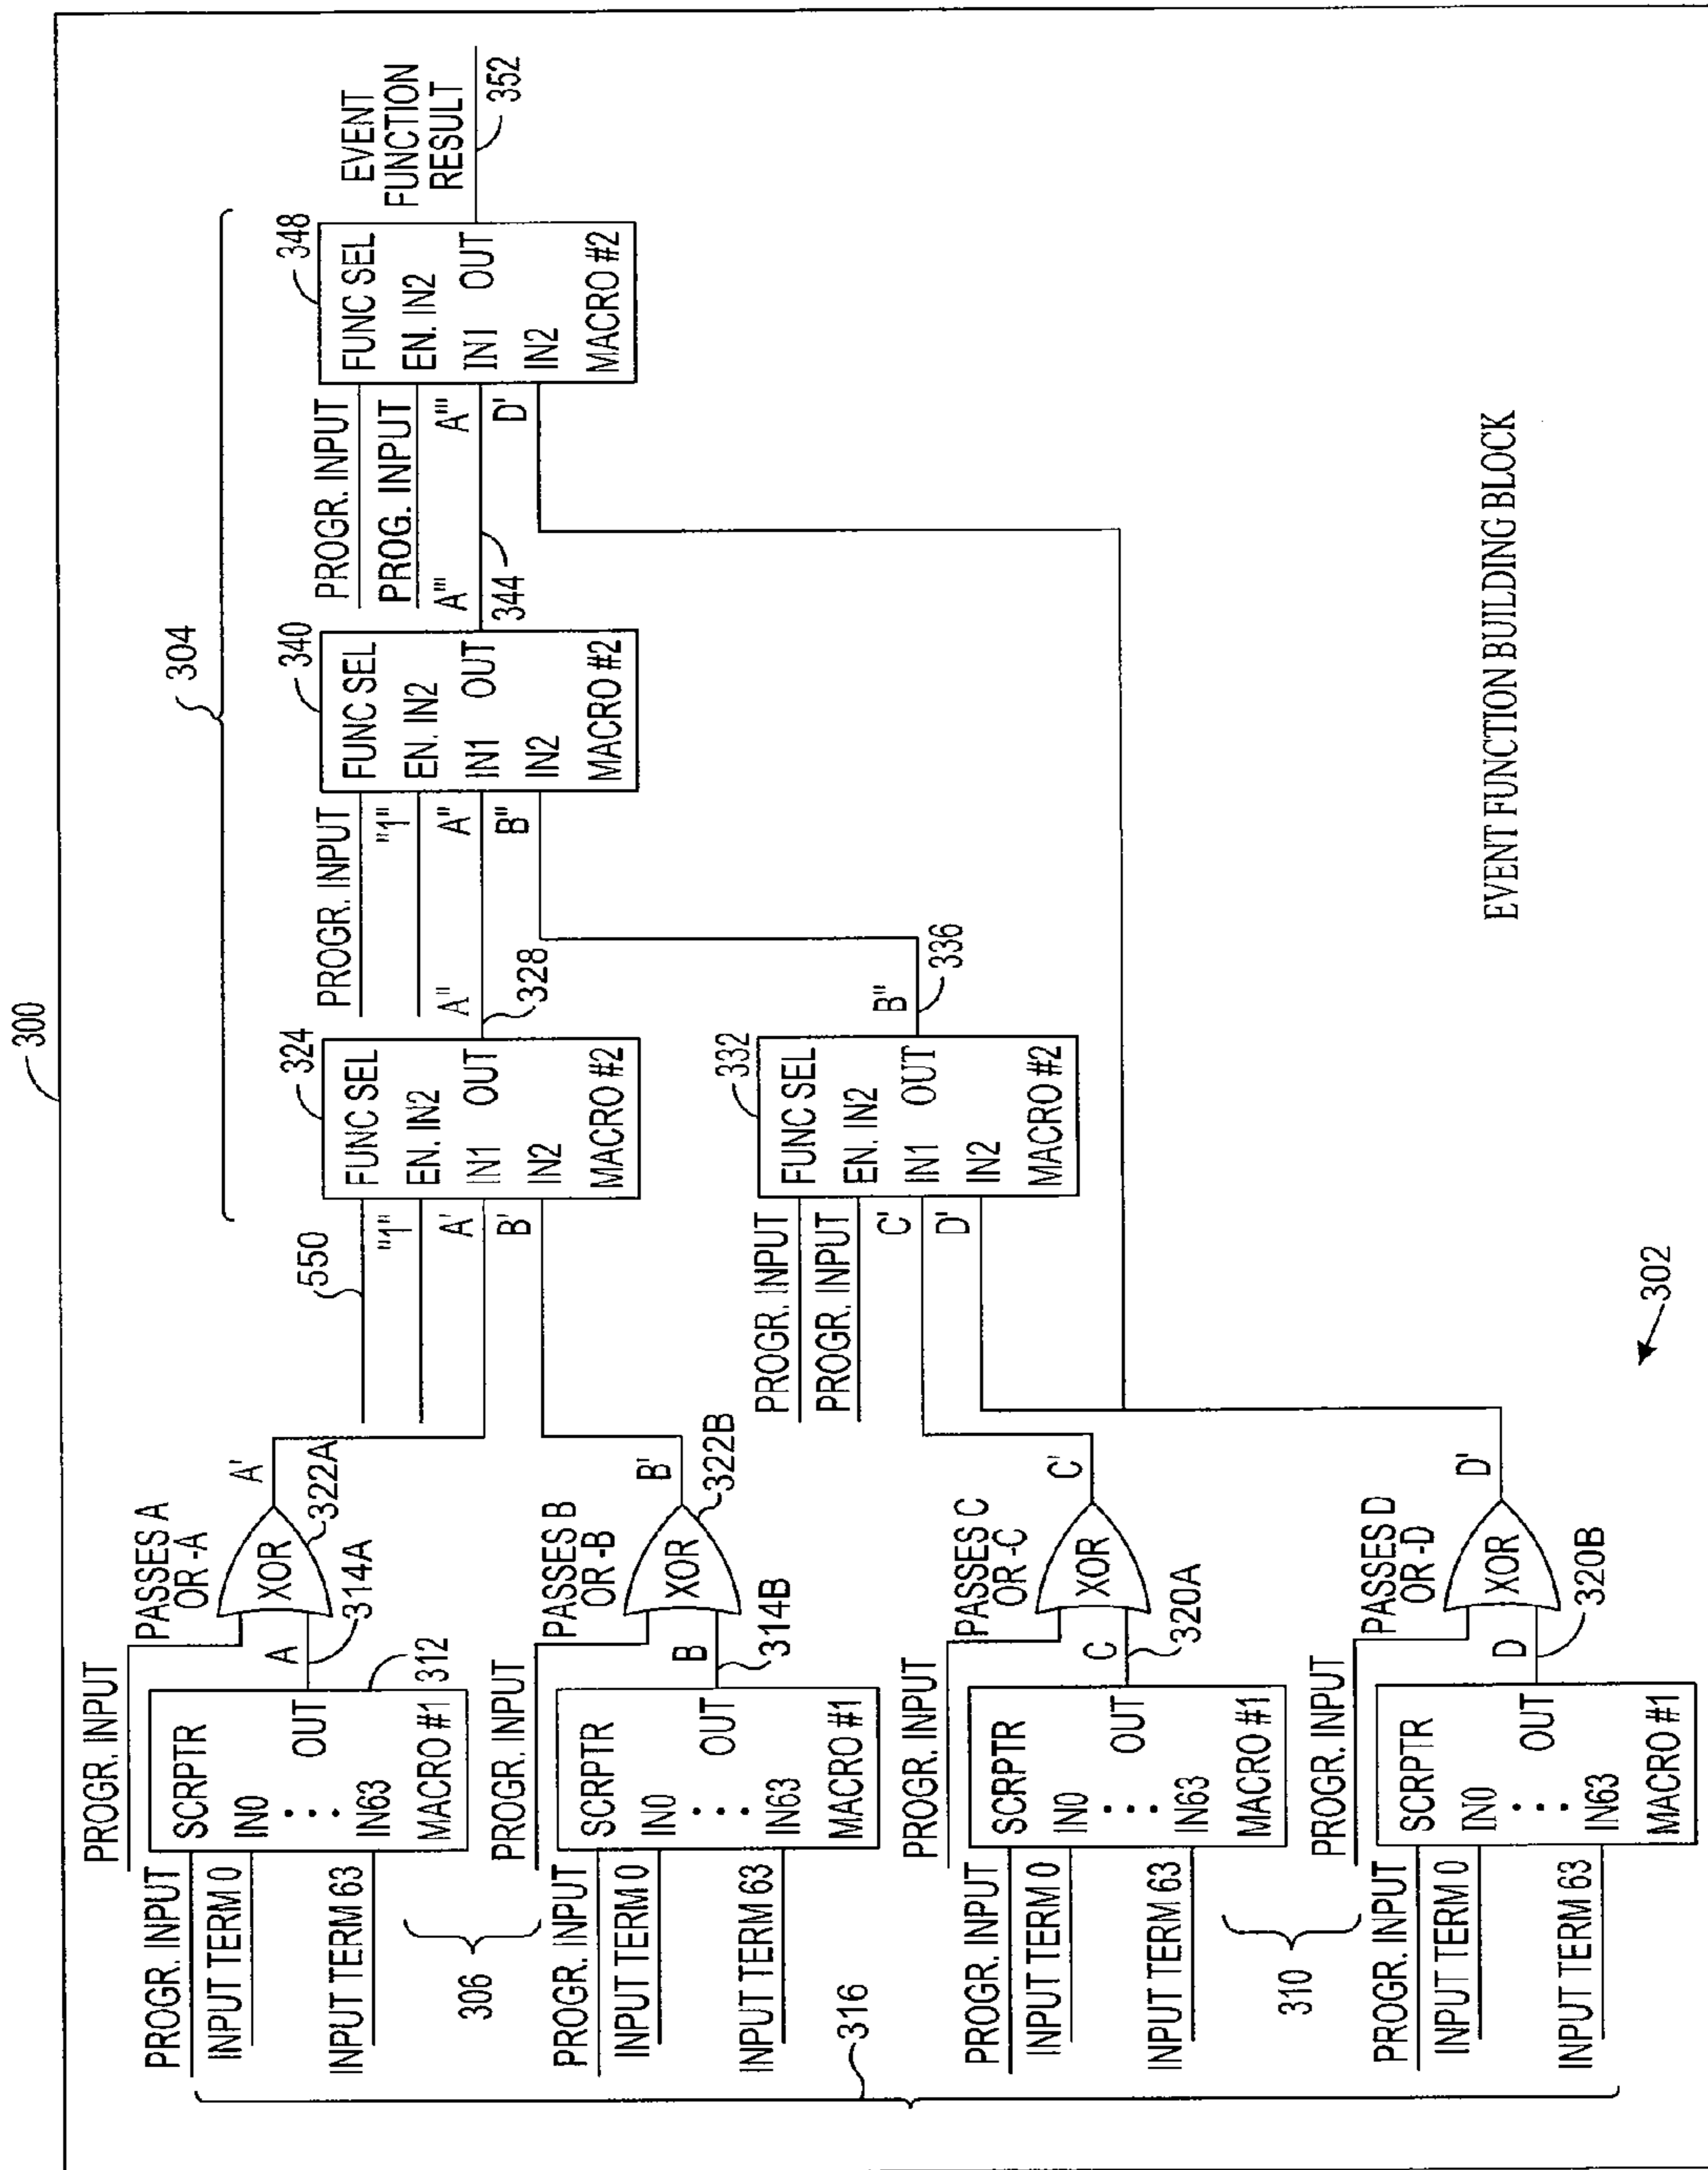 300
304
316
306
310
302
PROGR. INPUT
PASSES A
OR -A
PROGR. INPUT
INPUT TERM 0
INPUT TERM 63
SCRPTR
IN0
OUT
IN63
MACRO #1
312
A
314A
XOR
322A
A'
PROGR. INPUT
PASSES B
OR -B
PROGR. INPUT
INPUT TERM 0
INPUT TERM 63
SCRPTR
IN0
OUT
IN63
MACRO #1
B
314B
XOR
322B
B'
PROGR. INPUT
PASSES C
OR -C
PROGR. INPUT
INPUT TERM 0
INPUT TERM 63
SCRPTR
IN0
OUT
IN63
MACRO #1
C
320A
XOR
C'
PROGR. INPUT
PASSES D
OR -D
PROGR. INPUT
INPUT TERM 0
INPUT TERM 63
SCRPTR
IN0
OUT
IN63
MACRO #1
D
320B
XOR
D'
550
"1"
A'
B'
324
FUNC SEL
EN. IN2
IN1 OUT
IN2
MACRO #2
A"
328
PROGR. INPUT
PROGR. INPUT
C'
D'
332
FUNC SEL
EN. IN2
IN1 OUT
IN2
MACRO #2
B"
336
PROGR. INPUT
"1"
A"
B"
340
FUNC SEL
EN. IN2
IN1 OUT
IN2
MACRO #2
A'''
344
PROGR. INPUT
PROG. INPUT
A'''
D'
348
FUNC SEL
EN. IN2
IN1 OUT
IN2
MACRO #2
EVENT
FUNCTION
RESULT
352
EVENT FUNCTION BUILDING BLOCK